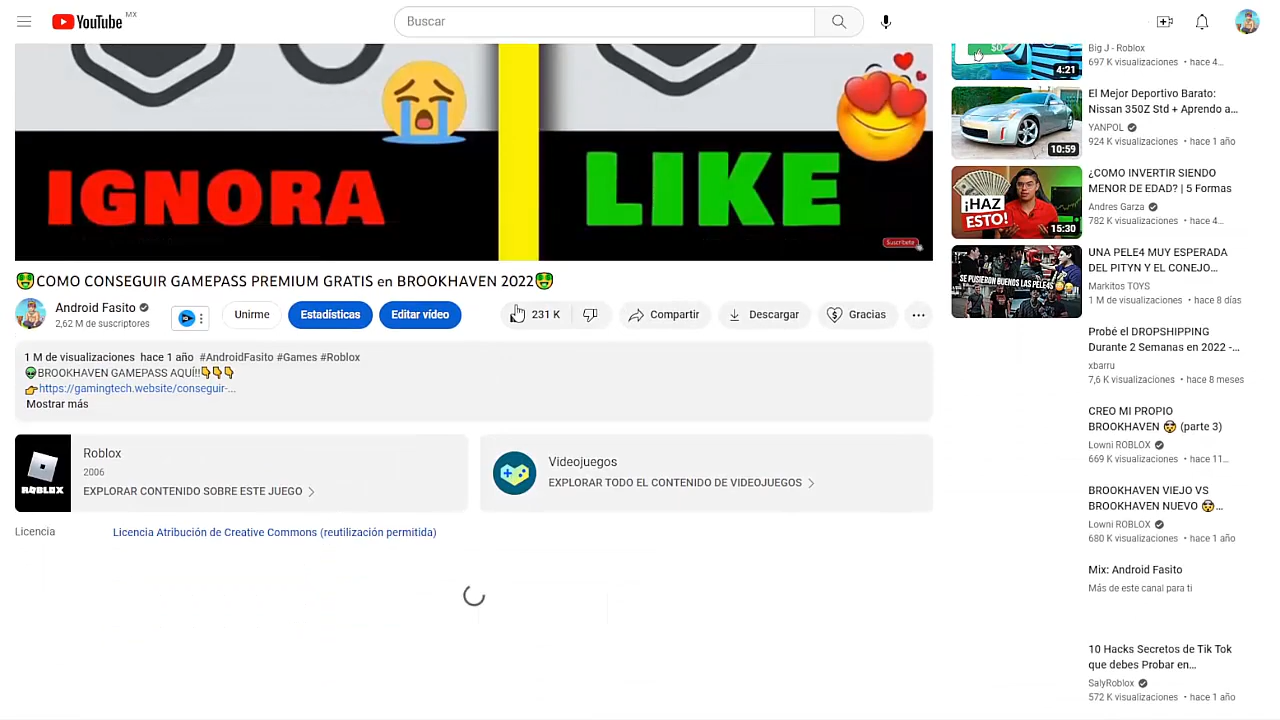 YouTube MX
Buscar
IGNORA
LIKE
Suscríbete
🤑COMO CONSEGUIR GAMEPASS PREMIUM GRATIS en BROOKHAVEN 2022🤑
Android Fasito
2,62 M de suscriptores
Unirme
Estadísticas
Editar vídeo
231 K
Compartir
Descargar
Gracias
1 M de visualizaciones hace 1 año #AndroidFasito #Games #Roblox
👽BROOKHAVEN GAMEPASS AQUÍ!!👇👇👇
👉https://gamingtech.website/conseguir-...
Mostrar más
ROBLOX
Roblox
2006
EXPLORAR CONTENIDO SOBRE ESTE JUEGO
Videojuegos
EXPLORAR TODO EL CONTENIDO DE VIDEOJUEGOS
Licencia
Licencia Atribución de Creative Commons (reutilización permitida)
4:21
Big J - Roblox
697 K visualizaciones • hace 4...
10:59
El Mejor Deportivo Barato:
Nissan 350Z Std + Aprendo a...
YANPOL
924 K visualizaciones • hace 1 año
¡HAZ
ESTO!
15:30
¿COMO INVERTIR SIENDO
MENOR DE EDAD? | 5 Formas
Andres Garza
782 K visualizaciones • hace 4...
SE PUSIERON BUENOS LAS PELE4S
UNA PELE4 MUY ESPERADA
DEL PITYN Y EL CONEJO...
Markitos TOYS
1 M de visualizaciones • hace 8 días
Probé el DROPSHIPPING
Durante 2 Semanas en 2022 -...
xbarru
7,6 K visualizaciones • hace 8 meses
CREO MI PROPIO
BROOKHAVEN 🤯 (parte 3)
Lowni ROBLOX
669 K visualizaciones • hace 11...
BROOKHAVEN VIEJO VS
BROOKHAVEN NUEVO 🤯...
Lowni ROBLOX
680 K visualizaciones • hace 1 año
Mix: Android Fasito
Más de este canal para ti
10 Hacks Secretos de Tik Tok
que debes Probar en...
SalyRoblox
572 K visualizaciones • hace 1 año